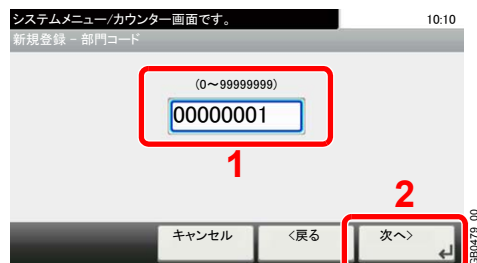 システムメニュー/カウンター画面です。 10:10
新規登録 - 部門コード
(0～99999999)
00000001
1
2
キャンセル <戻る 次へ>
GB0479_00